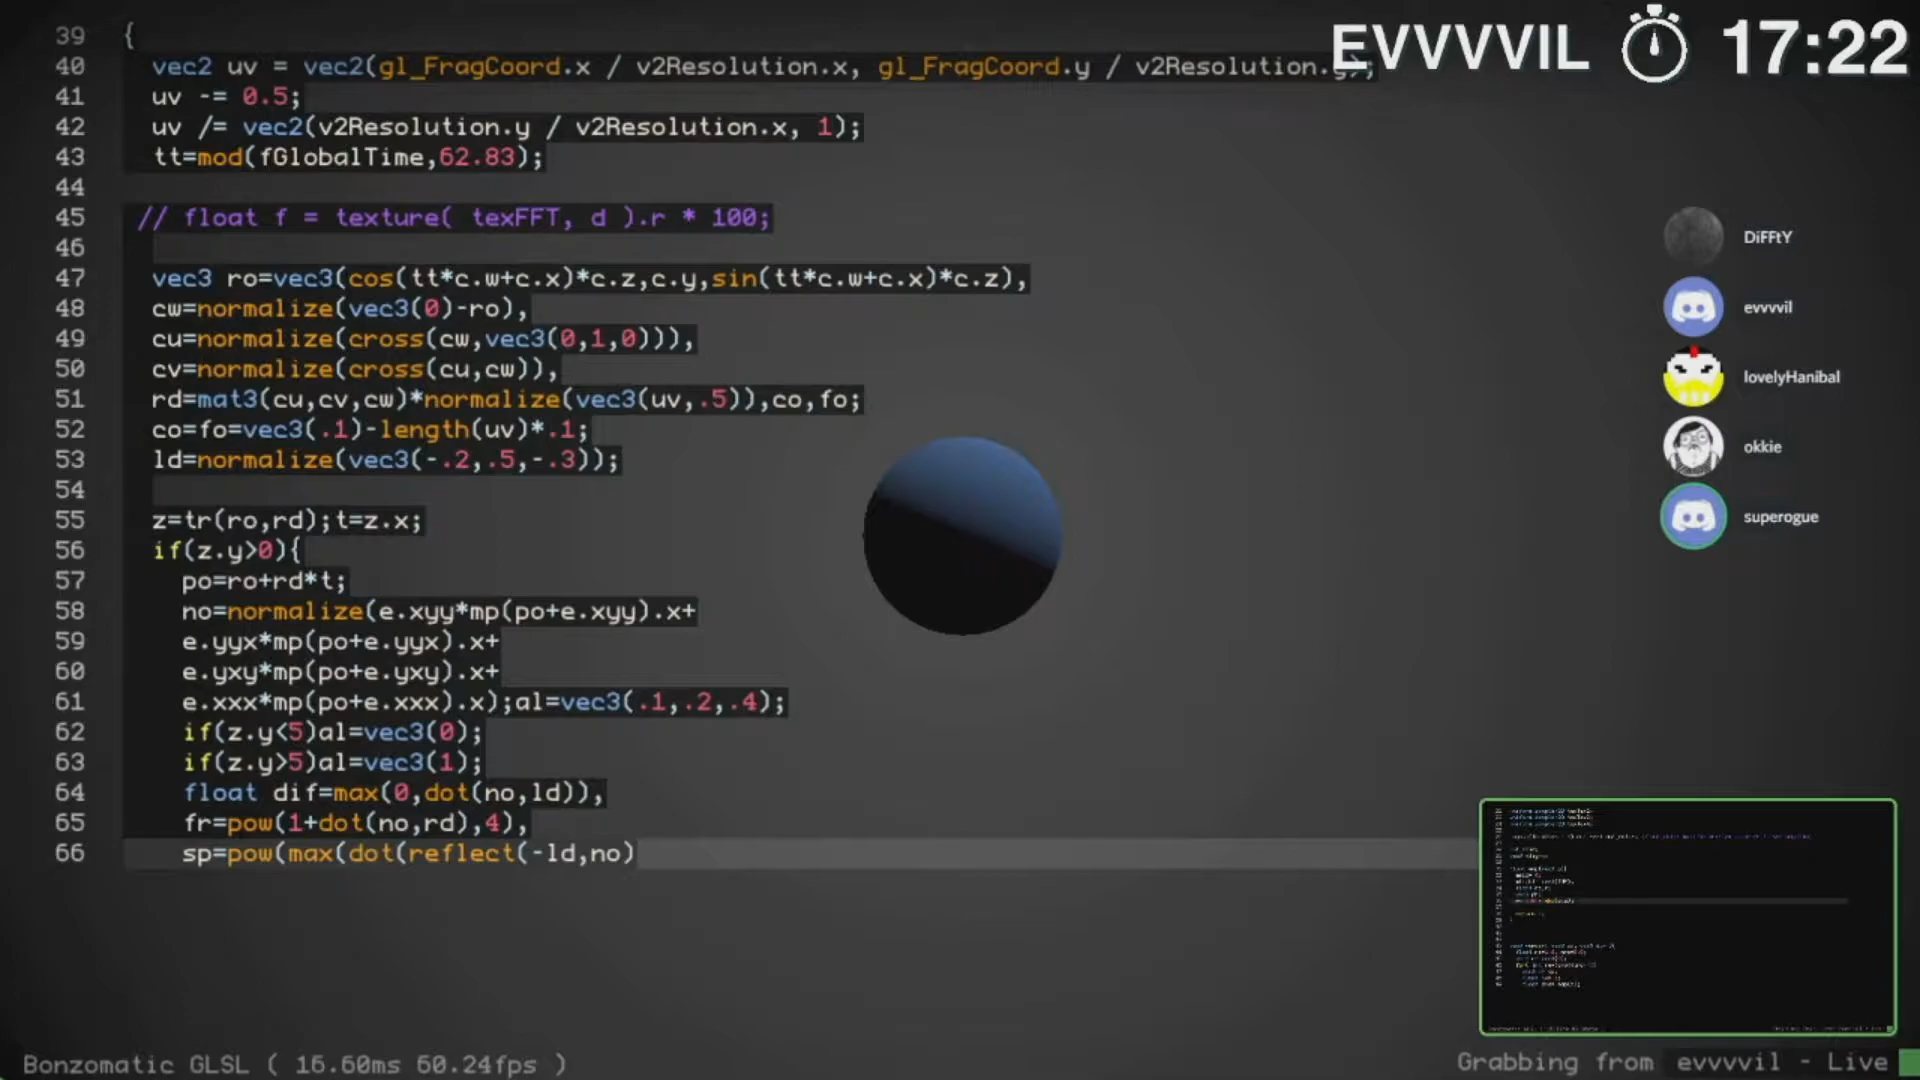 EVVVVIL 17:22
39 {
40 vec2 uv = vec2(gl_FragCoord.x / v2Resolution.x, gl_FragCoord.y / v2Resolution.y);
41 uv -= 0.5;
42 uv /= vec2(v2Resolution.y / v2Resolution.x, 1);
43 tt=mod(fGlobalTime,62.83);
44
45 // float f = texture( texFFT, d ).r * 100;
46
47 vec3 ro=vec3(cos(tt*c.w+c.x)*c.z,c.y,sin(tt*c.w+c.x)*c.z),
48 cw=normalize(vec3(0)-ro),
49 cu=normalize(cross(cw,vec3(0,1,0))),
50 cv=normalize(cross(cu,cw)),
51 rd=mat3(cu,cv,cw)*normalize(vec3(uv,.5)),co,fo;
52 co=fo=vec3(.1)-length(uv)*.1;
53 ld=normalize(vec3(-.2,.5,-.3));
54
55 z=tr(ro,rd);t=z.x;
56 if(z.y>0){
57 po=ro+rd*t;
58 no=normalize(e.xyy*mp(po+e.xyy).x+
59 e.yyx*mp(po+e.yyx).x+
60 e.yxy*mp(po+e.yxy).x+
61 e.xxx*mp(po+e.xxx).x);al=vec3(.1,.2,.4);
62 if(z.y<5)al=vec3(0);
63 if(z.y>5)al=vec3(1);
64 float dif=max(0,dot(no,ld)),
65 fr=pow(1+dot(no,rd),4),
66 sp=pow(max(dot(reflect(-ld,no)
DiFFtY
evvvvil
lovelyHanibal
okkie
superogue
Bonzomatic GLSL ( 16.60ms 60.24fps )
Grabbing from evvvvil - Live